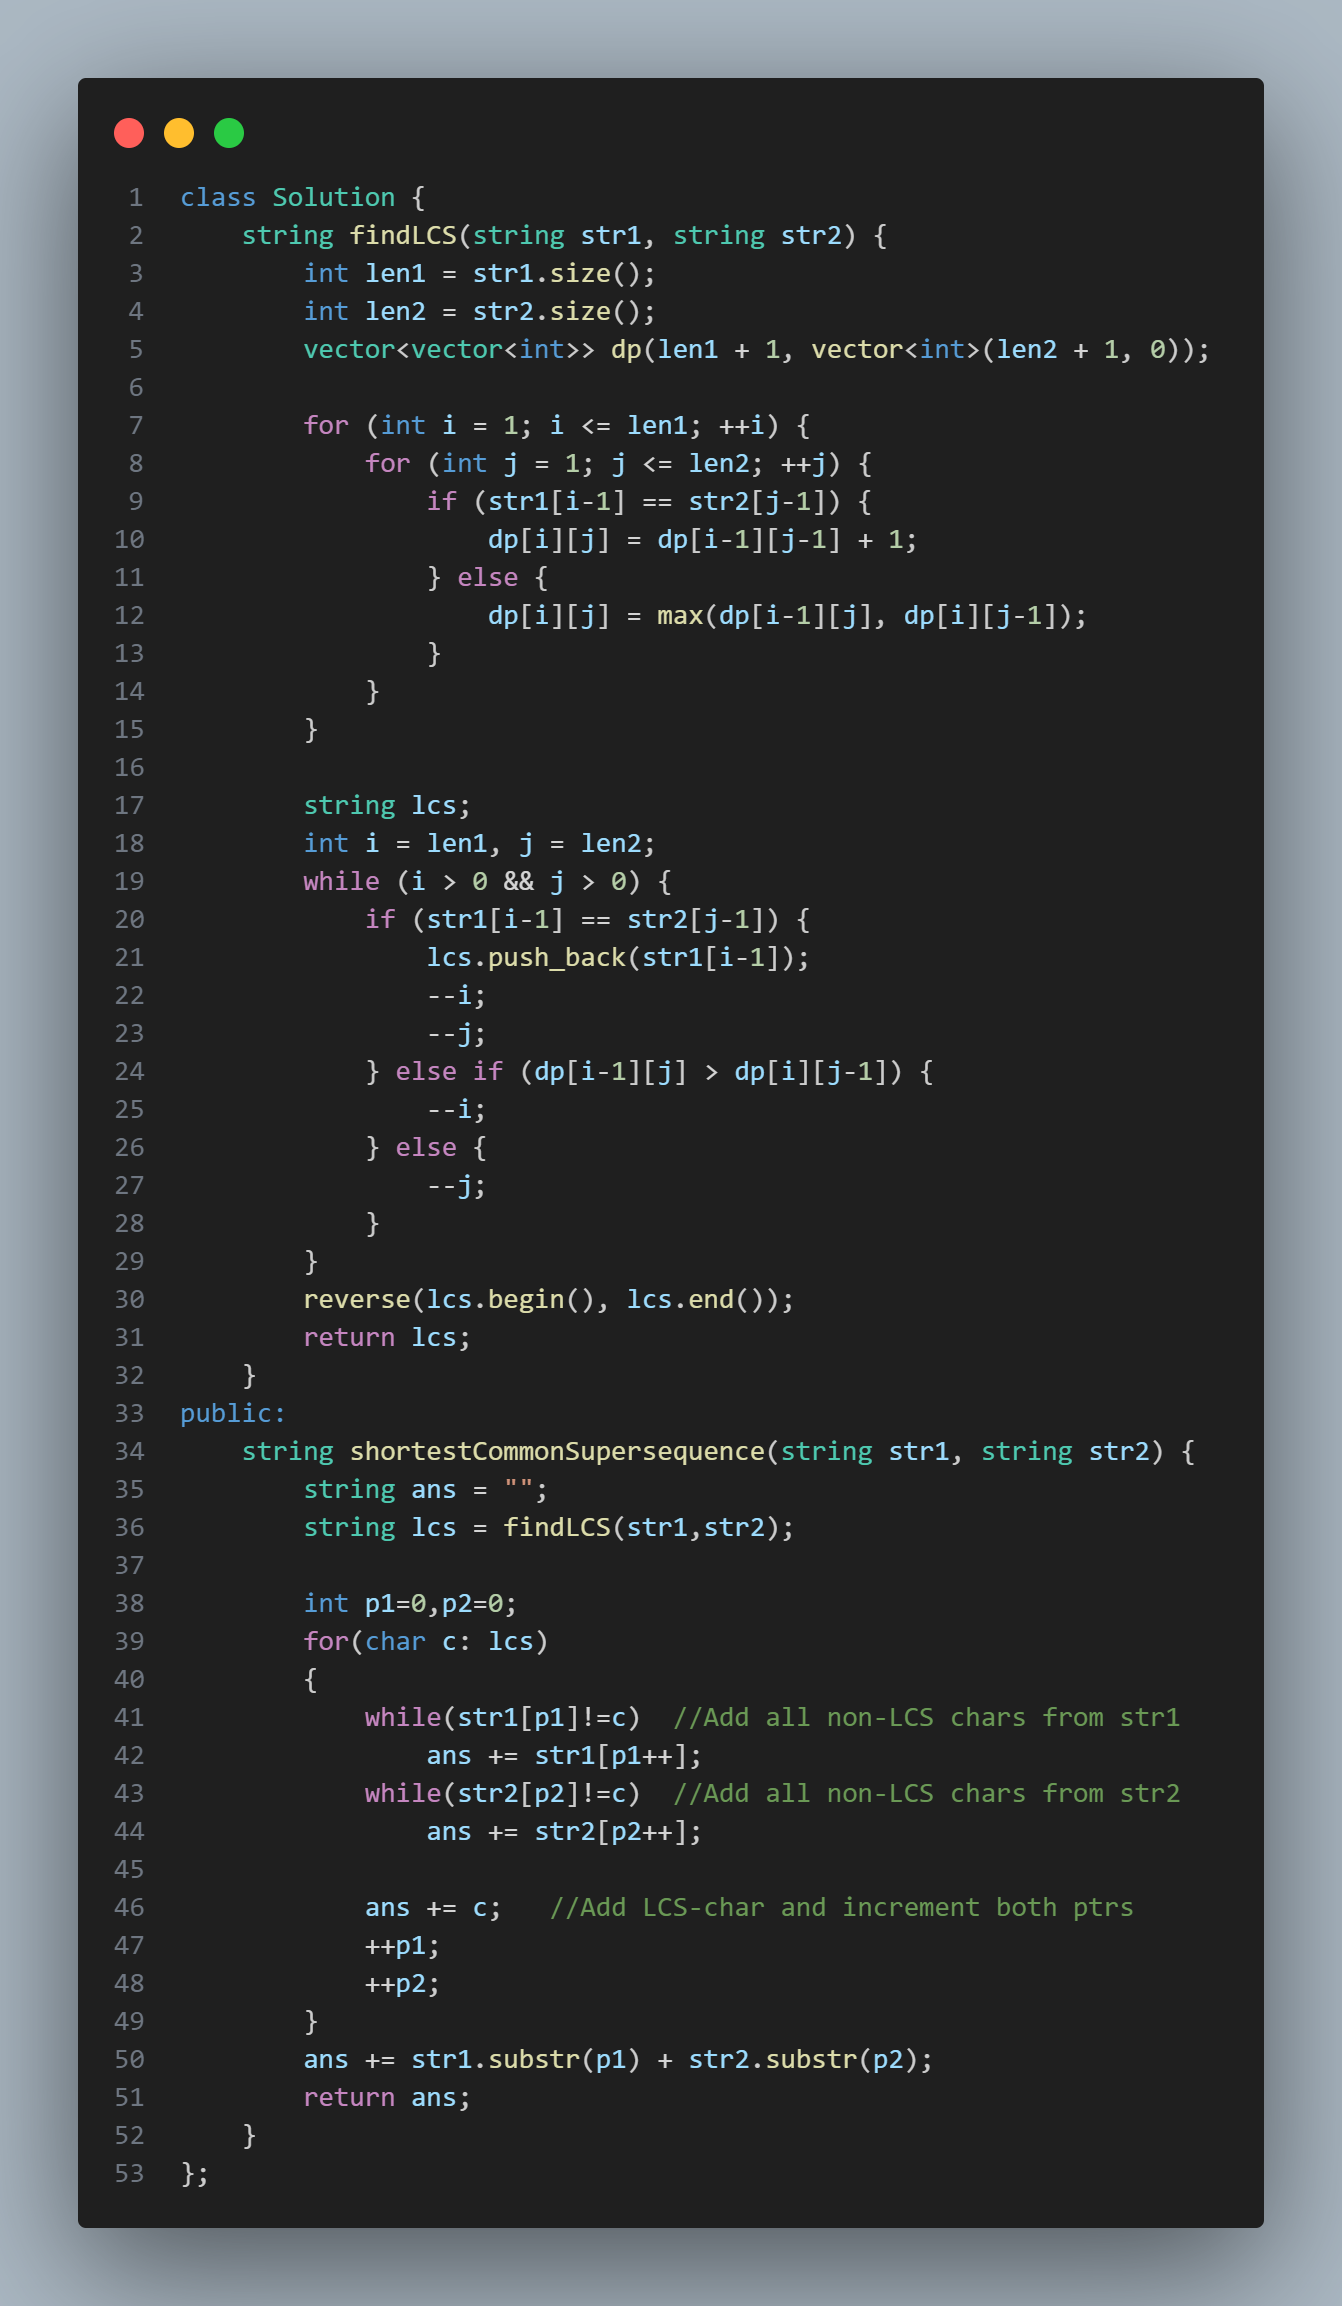 1 class Solution {
2     string findLCS(string str1, string str2) {
3         int len1 = str1.size();
4         int len2 = str2.size();
5         vector<vector<int>> dp(len1 + 1, vector<int>(len2 + 1, 0));
6
7         for (int i = 1; i <= len1; ++i) {
8             for (int j = 1; j <= len2; ++j) {
9                 if (str1[i-1] == str2[j-1]) {
10                     dp[i][j] = dp[i-1][j-1] + 1;
11                 } else {
12                     dp[i][j] = max(dp[i-1][j], dp[i][j-1]);
13                 }
14             }
15         }
16
17         string lcs;
18         int i = len1, j = len2;
19         while (i > 0 && j > 0) {
20             if (str1[i-1] == str2[j-1]) {
21                 lcs.push_back(str1[i-1]);
22                 --i;
23                 --j;
24             } else if (dp[i-1][j] > dp[i][j-1]) {
25                 --i;
26             } else {
27                 --j;
28             }
29         }
30         reverse(lcs.begin(), lcs.end());
31         return lcs;
32     }
33 public:
34     string shortestCommonSupersequence(string str1, string str2) {
35         string ans = "";
36         string lcs = findLCS(str1,str2);
37
38         int p1=0,p2=0;
39         for(char c: lcs)
40         {
41             while(str1[p1]!=c)  //Add all non-LCS chars from str1
42                 ans += str1[p1++];
43             while(str2[p2]!=c)  //Add all non-LCS chars from str2
44                 ans += str2[p2++];
45
46             ans += c;   //Add LCS-char and increment both ptrs
47             ++p1;
48             ++p2;
49         }
50         ans += str1.substr(p1) + str2.substr(p2);
51         return ans;
52     }
53 };